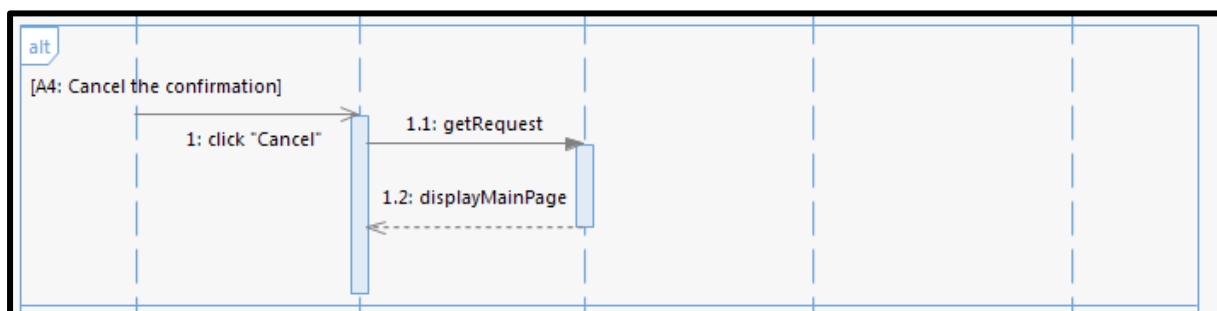 alt
[A4: Cancel the confirmation]
1: click "Cancel"
1.1: getRequest
1.2: displayMainPage